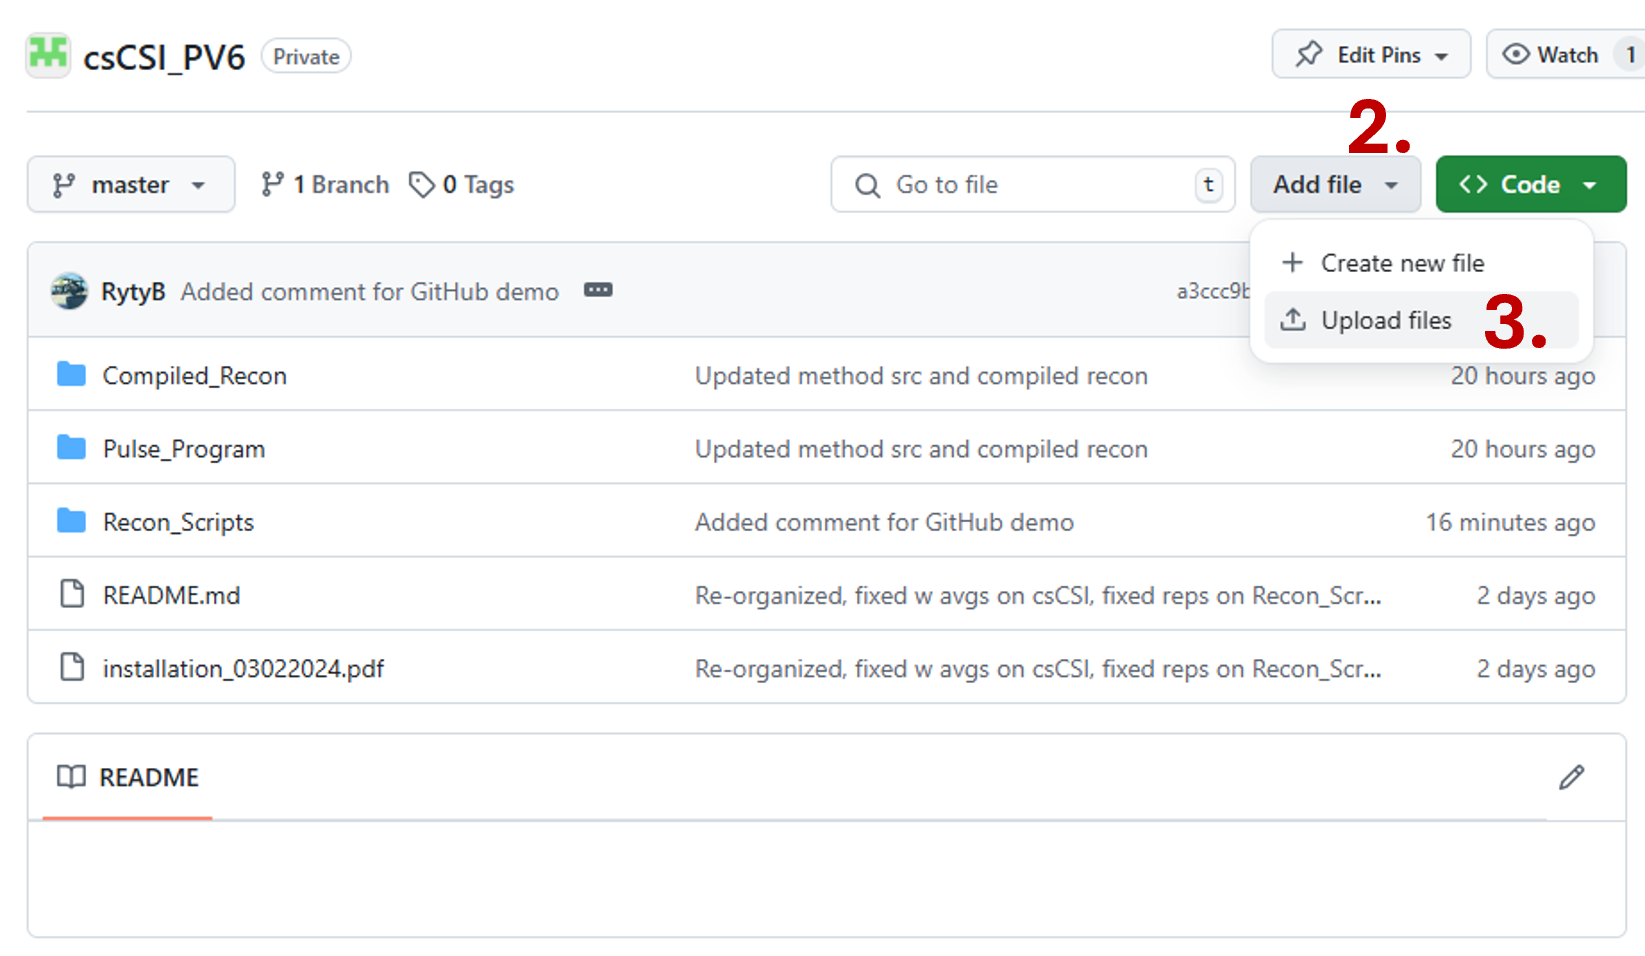 csCSI_PV6 Private Edit Pins Watch 1
2.
master 1 Branch 0 Tags Go to file t Add file Code
Create new file
RytyB Added comment for GitHub demo a3ccc9b
Upload files 3.
Compiled_Recon Updated method src and compiled recon 20 hours ago
Pulse_Program Updated method src and compiled recon 20 hours ago
Recon_Scripts Added comment for GitHub demo 16 minutes ago
README.md Re-organized, fixed w avgs on csCSI, fixed reps on Recon_Scr... 2 days ago
installation_03022024.pdf Re-organized, fixed w avgs on csCSI, fixed reps on Recon_Scr... 2 days ago
README